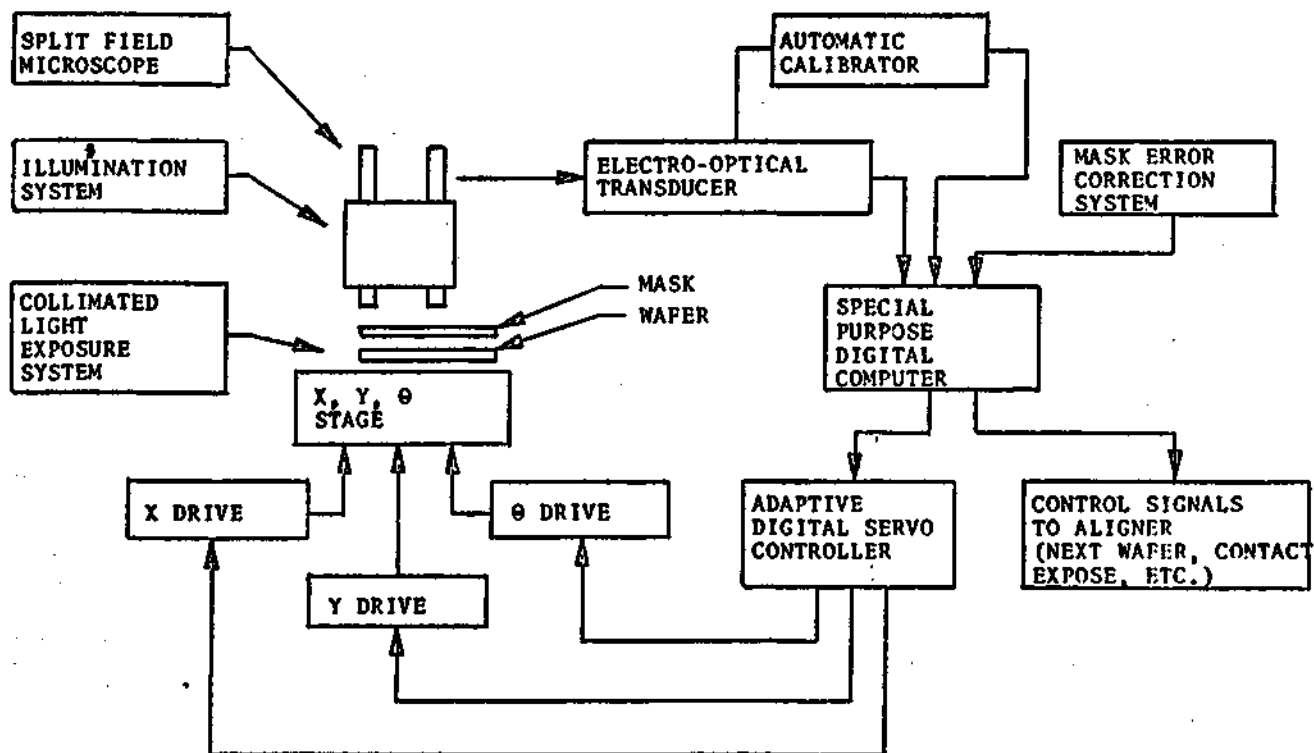 SPLIT FIELD
MICROSCOPE
AUTOMATIC
CALIBRATOR
ILLUMINATION
SYSTEM
ELECTRO-OPTICAL
TRANSDUCER
MASK ERROR
CORRECTION
SYSTEM
COLLIMATED
LIGHT
EXPOSURE
SYSTEM
MASK
WAFER
SPECIAL
PURPOSE
DIGITAL
COMPUTER
X, Y, θ
STAGE
X DRIVE
θ DRIVE
ADAPTIVE
DIGITAL SERVO
CONTROLLER
CONTROL SIGNALS
TO ALIGNER
(NEXT WAFER, CONTACT
EXPOSE, ETC.)
Y DRIVE